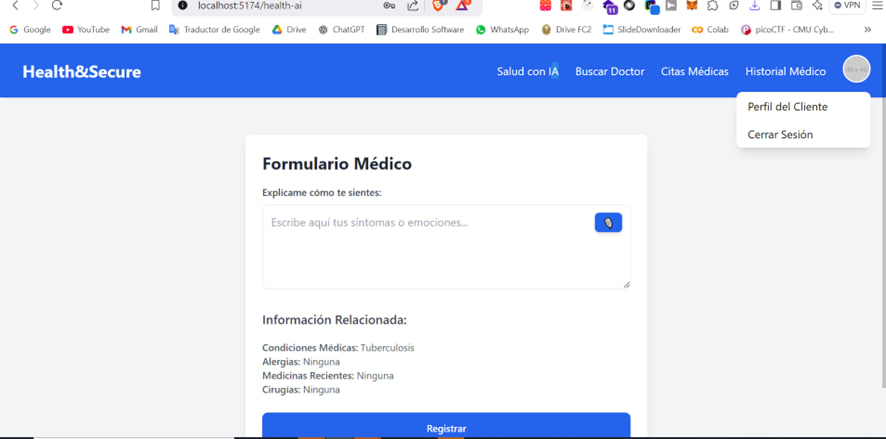 localhost:5174/health-ai
VPN
Google YouTube Gmail Traductor de Google Drive ChatGPT Desarrollo Software WhatsApp Drive FC2 SlideDownloader Colab picoCTF - CMU Cyb... »
Health&Secure
Salud con IA Buscar Doctor Citas Médicas Historial Médico
Perfil del Cliente
Cerrar Sesión
Formulario Médico
Explícame cómo te sientes:
Escribe aquí tus síntomas o emociones...
Información Relacionada:
Condiciones Médicas: Tuberculosis
Alergias: Ninguna
Medicinas Recientes: Ninguna
Cirugías: Ninguna
Registrar